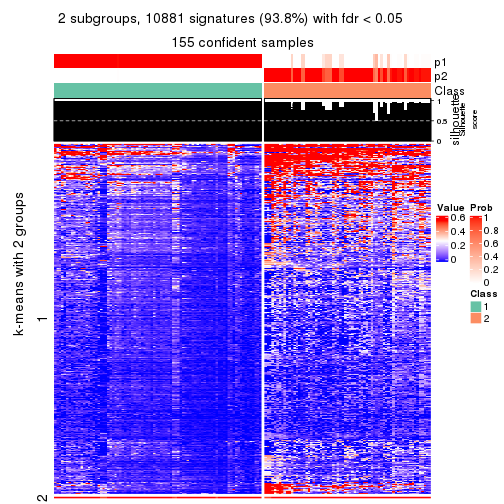 2 subgroups, 10881 signatures (93.8%) with fdr < 0.05
155 confident samples
p1
p2
Class
1
0.5
0
silhouette
Silhouette
score
k-means with 2 groups
1
2
Value
0.6
0.4
0.2
0
Prob
1
0.8
0.6
0.4
0.2
0
Class
1
2